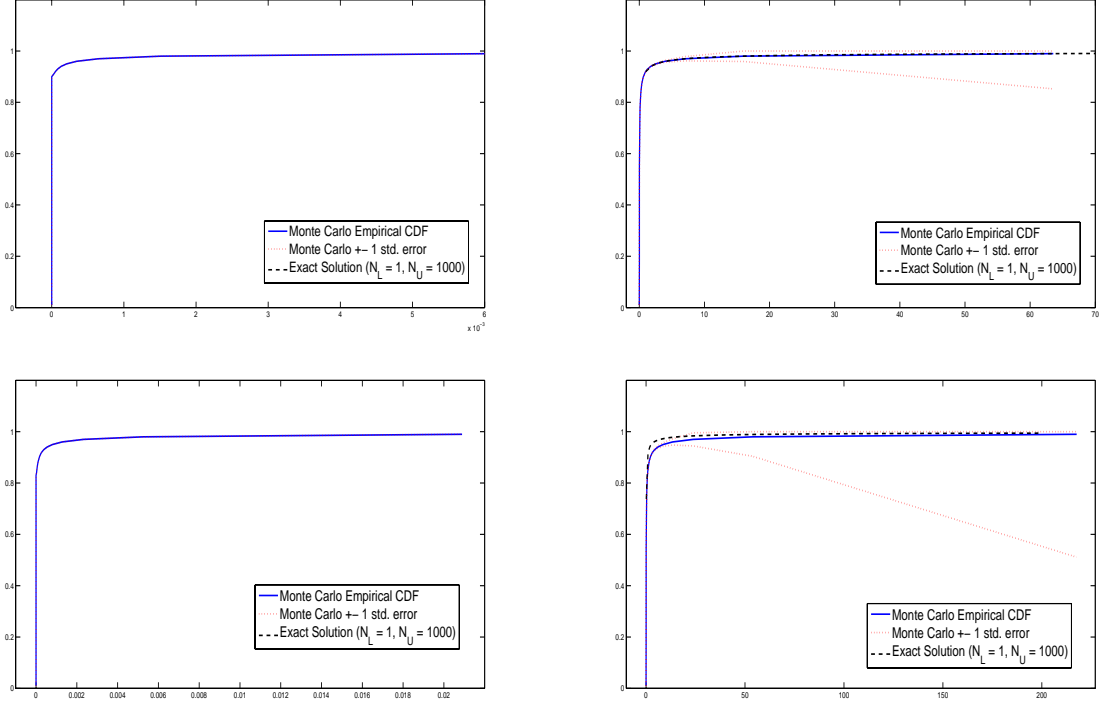 1
0.8
0.6
0.4
0.2
0
0 1 2 3 4 5 6
x 10⁻³
Monte Carlo Empirical CDF
Monte Carlo +− 1 std. error
Exact Solution (N_L = 1, N_U = 1000)
1
0.8
0.6
0.4
0.2
0
0 10 20 30 40 50 60 70
Monte Carlo Empirical CDF
Monte Carlo +− 1 std. error
Exact Solution (N_L = 1, N_U = 1000)
1
0.8
0.6
0.4
0.2
0
0 0.002 0.004 0.006 0.008 0.01 0.012 0.014 0.016 0.018 0.02
Monte Carlo Empirical CDF
Monte Carlo +− 1 std. error
Exact Solution (N_L = 1, N_U = 1000)
1
0.8
0.6
0.4
0.2
0
0 50 100 150 200
Monte Carlo Empirical CDF
Monte Carlo +− 1 std. error
Exact Solution (N_L = 1, N_U = 1000)